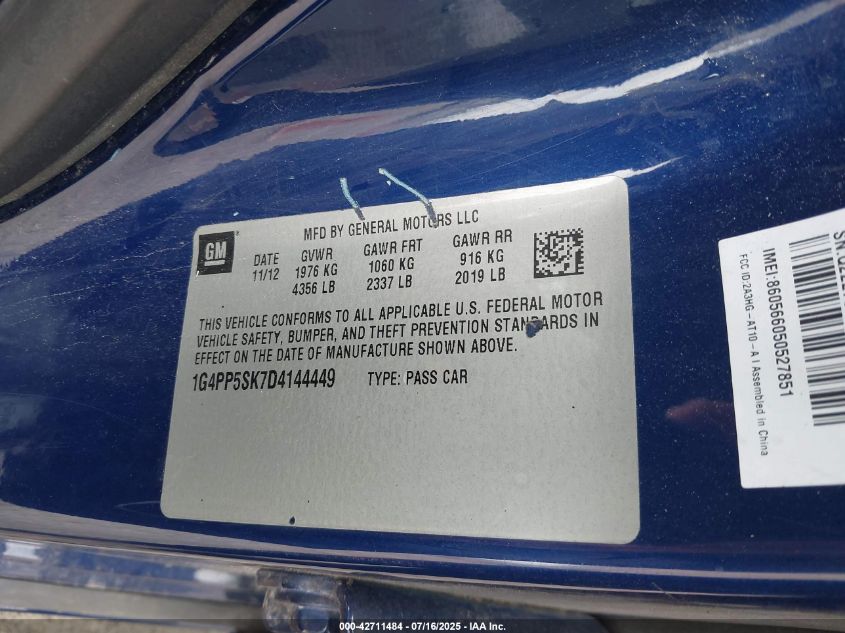 MFD BY GENERAL MOTORS LLC
GM
DATE GVWR GAWR FRT GAWR RR
11/12 1976 KG 1060 KG 916 KG
4356 LB 2337 LB 2019 LB
THIS VEHICLE CONFORMS TO ALL APPLICABLE U.S. FEDERAL MOTOR
VEHICLE SAFETY, BUMPER, AND THEFT PREVENTION STANDARDS IN
EFFECT ON THE DATE OF MANUFACTURE SHOWN ABOVE.
1G4PP5SK7D4144449 TYPE: PASS CAR
IMEI:860566050527851
FCC ID:2A3HG-AT10-A | Assembled in China
000-42711484 - 07/16/2025 - IAA Inc.